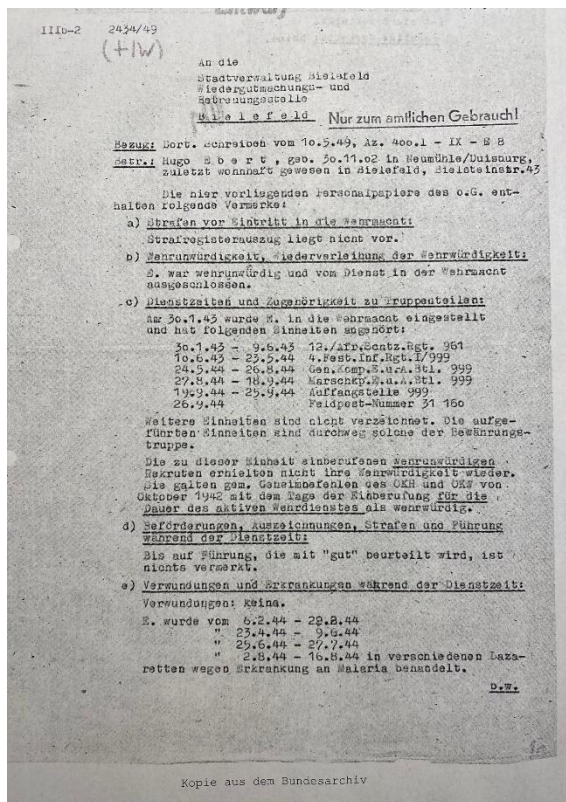 IIIb-2 2434/49
(+IW)
An die
Stadtverwaltung Bielefeld
Wiedergutmachungs- und
Betreuungsstelle
B i e l e f e l d
Nur zum amtlichen Gebrauch!
Bezug: Dort. Schreiben vom 10.5.49, Az. 400.1 - IX - E B
Betr.: Hugo E b e r t , geb. 30.11.02 in Neumühle/Duisburg,
zuletzt wohnhaft gewesen in Bielefeld, Bielsteinstr.43
Die hier vorliegenden Personalpapiere des o.G. ent-
halten folgende Vermerke:
a) Strafen vor Eintritt in die Wehrmacht:
Strafregisterauszug liegt nicht vor.
b) Wehrunwürdigkeit, Wiederverleihung der Wehrwürdigkeit:
E. war wehrunwürdig und vom Dienst in der Wehrmacht
ausgeschlossen.
c) Dienstzeiten und Zugehörigkeit zu Truppenteilen:
Am 30.1.43 wurde E. in die Wehrmacht eingestellt
und hat folgenden Einheiten angehört:
30.1.43 - 9.6.43 12./Afr.Schtz.Rgt. 961
10.6.43 - 23.5.44 4.Fest.Inf.Rgt.I/999
24.5.44 - 26.8.44 Gen.Komp.E.u.A.Btl. 999
27.8.44 - 18.9.44 Marschkp.E.u.A.Btl. 999
19.9.44 - 25.9.44 Auffangstelle 999
26.9.44 Feldpost-Nummer 31 160
Weitere Einheiten sind nicht verzeichnet. Die aufge-
führten Einheiten sind durchweg solche der Bewährungs-
truppe.
Die zu dieser Einheit einberufenen wehrunwürdigen
Rekruten erhielten nicht ihre Wehrwürdigkeit wieder.
Sie galten gem. Geheimbefehlen des OKH und OKW von
Oktober 1942 mit dem Tage der Einberufung für die
Dauer des aktiven Wehrdienstes als wehrwürdig.
d) Beförderungen, Auszeichnungen, Strafen und Führung
während der Dienstzeit:
Bis auf Führung, die mit "gut" beurteilt wird, ist
nichts vermerkt.
e) Verwundungen und Erkrankungen während der Dienstzeit:
Verwundungen: keine.
E. wurde vom 6.2.44 - 29.2.44
" 23.4.44 - 9.6.44
" 25.6.44 - 27.7.44
" 2.8.44 - 16.8.44 in verschiedenen Laza-
retten wegen Erkrankung an Malaria behandelt.
b.w.
Kopie aus dem Bundesarchiv